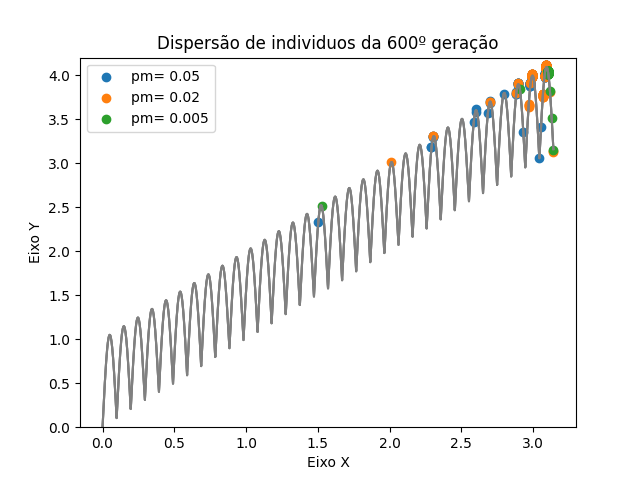 Dispersão de individuos da 600º geração
pm= 0.05
pm= 0.02
pm= 0.005
Eixo Y
4.0
3.5
3.0
2.5
2.0
1.5
1.0
0.5
0.0
0.0 0.5 1.0 1.5 2.0 2.5 3.0
Eixo X